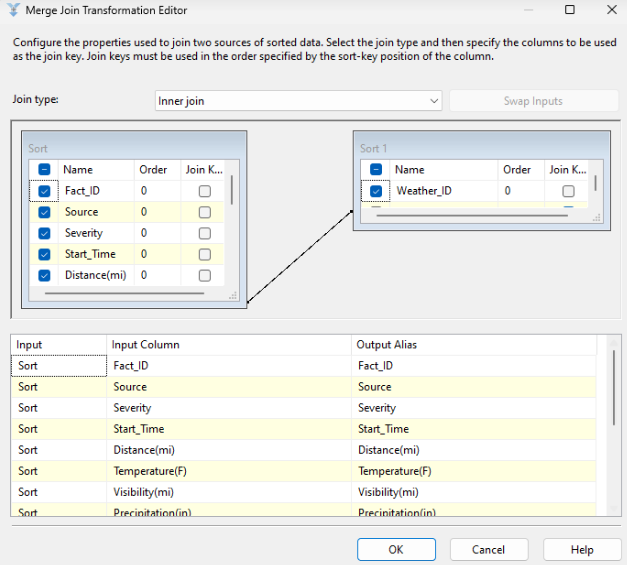 Merge Join Transformation Editor
Configure the properties used to join two sources of sorted data. Select the join type and then specify the columns to be used
as the join key. Join keys must be used in the order specified by the sort-key position of the column.
Join type: Inner join Swap Inputs
Sort
Name Order Join K...
Fact_ID 0
Source 0
Severity 0
Start_Time 0
Distance(mi) 0
Sort 1
Name Order Join K...
Weather_ID 0
Input Input Column Output Alias
Sort Fact_ID Fact_ID
Sort Source Source
Sort Severity Severity
Sort Start_Time Start_Time
Sort Distance(mi) Distance(mi)
Sort Temperature(F) Temperature(F)
Sort Visibility(mi) Visibility(mi)
Sort Precipitation(in) Precipitation(in)
OK Cancel Help